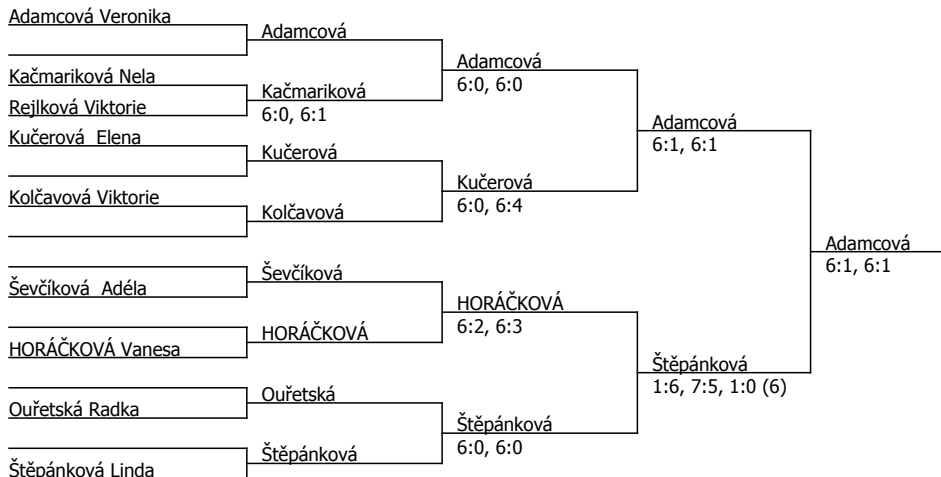 Adamcová Veronika
Kačmariková Nela
Rejlková Viktorie
Kučerová  Elena
Kolčavová Viktorie
Ševčíková  Adéla
HORÁČKOVÁ Vanesa
Ouřetská Radka
Štěpánková Linda
Adamcová
Kačmariková
6:0, 6:1
Kučerová
Kolčavová
Ševčíková
HORÁČKOVÁ
Ouřetská
Štěpánková
Adamcová
6:0, 6:0
Kučerová
6:0, 6:4
HORÁČKOVÁ
6:2, 6:3
Štěpánková
6:0, 6:0
Adamcová
6:1, 6:1
Štěpánková
1:6, 7:5, 1:0 (6)
Adamcová
6:1, 6:1